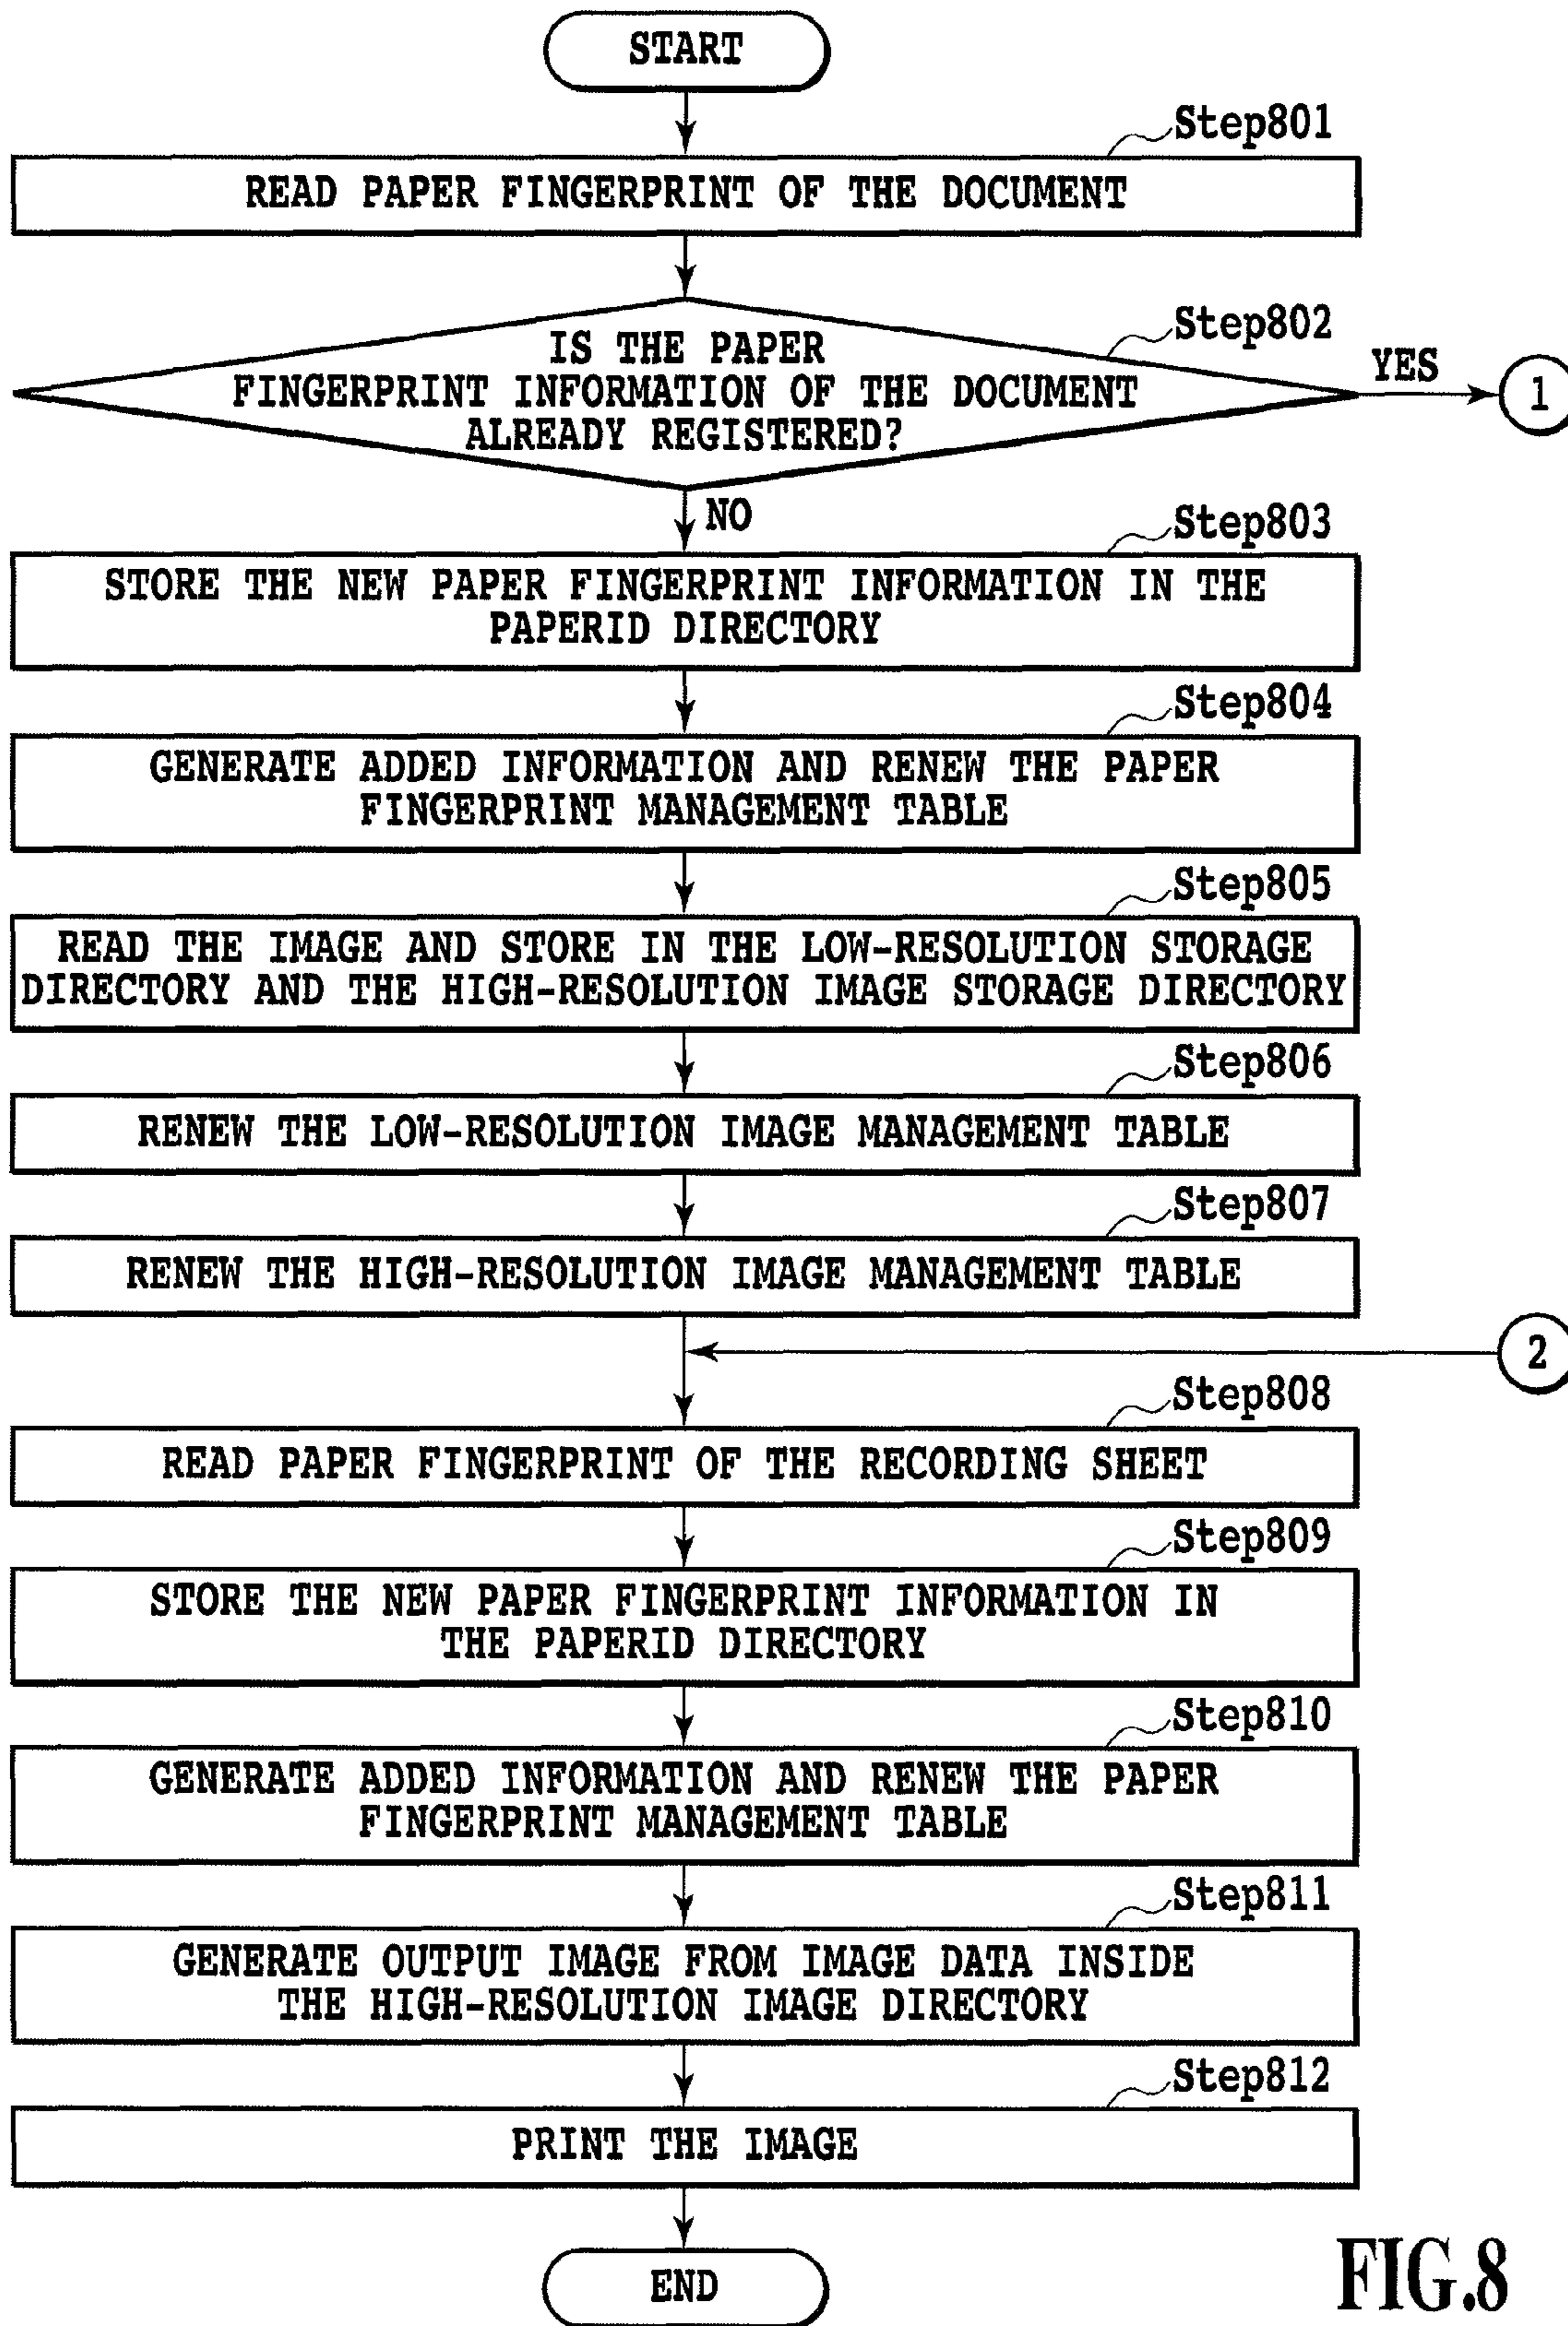 START
Step801
READ PAPER FINGERPRINT OF THE DOCUMENT
Step802
IS THE PAPER
FINGERPRINT INFORMATION OF THE DOCUMENT
ALREADY REGISTERED?
YES
1
NO
Step803
STORE THE NEW PAPER FINGERPRINT INFORMATION IN THE
PAPERID DIRECTORY
Step804
GENERATE ADDED INFORMATION AND RENEW THE PAPER
FINGERPRINT MANAGEMENT TABLE
Step805
READ THE IMAGE AND STORE IN THE LOW-RESOLUTION STORAGE
DIRECTORY AND THE HIGH-RESOLUTION IMAGE STORAGE DIRECTORY
Step806
RENEW THE LOW-RESOLUTION IMAGE MANAGEMENT TABLE
Step807
RENEW THE HIGH-RESOLUTION IMAGE MANAGEMENT TABLE
2
Step808
READ PAPER FINGERPRINT OF THE RECORDING SHEET
Step809
STORE THE NEW PAPER FINGERPRINT INFORMATION IN
THE PAPERID DIRECTORY
Step810
GENERATE ADDED INFORMATION AND RENEW THE PAPER
FINGERPRINT MANAGEMENT TABLE
Step811
GENERATE OUTPUT IMAGE FROM IMAGE DATA INSIDE
THE HIGH-RESOLUTION IMAGE DIRECTORY
Step812
PRINT THE IMAGE
END
FIG.8